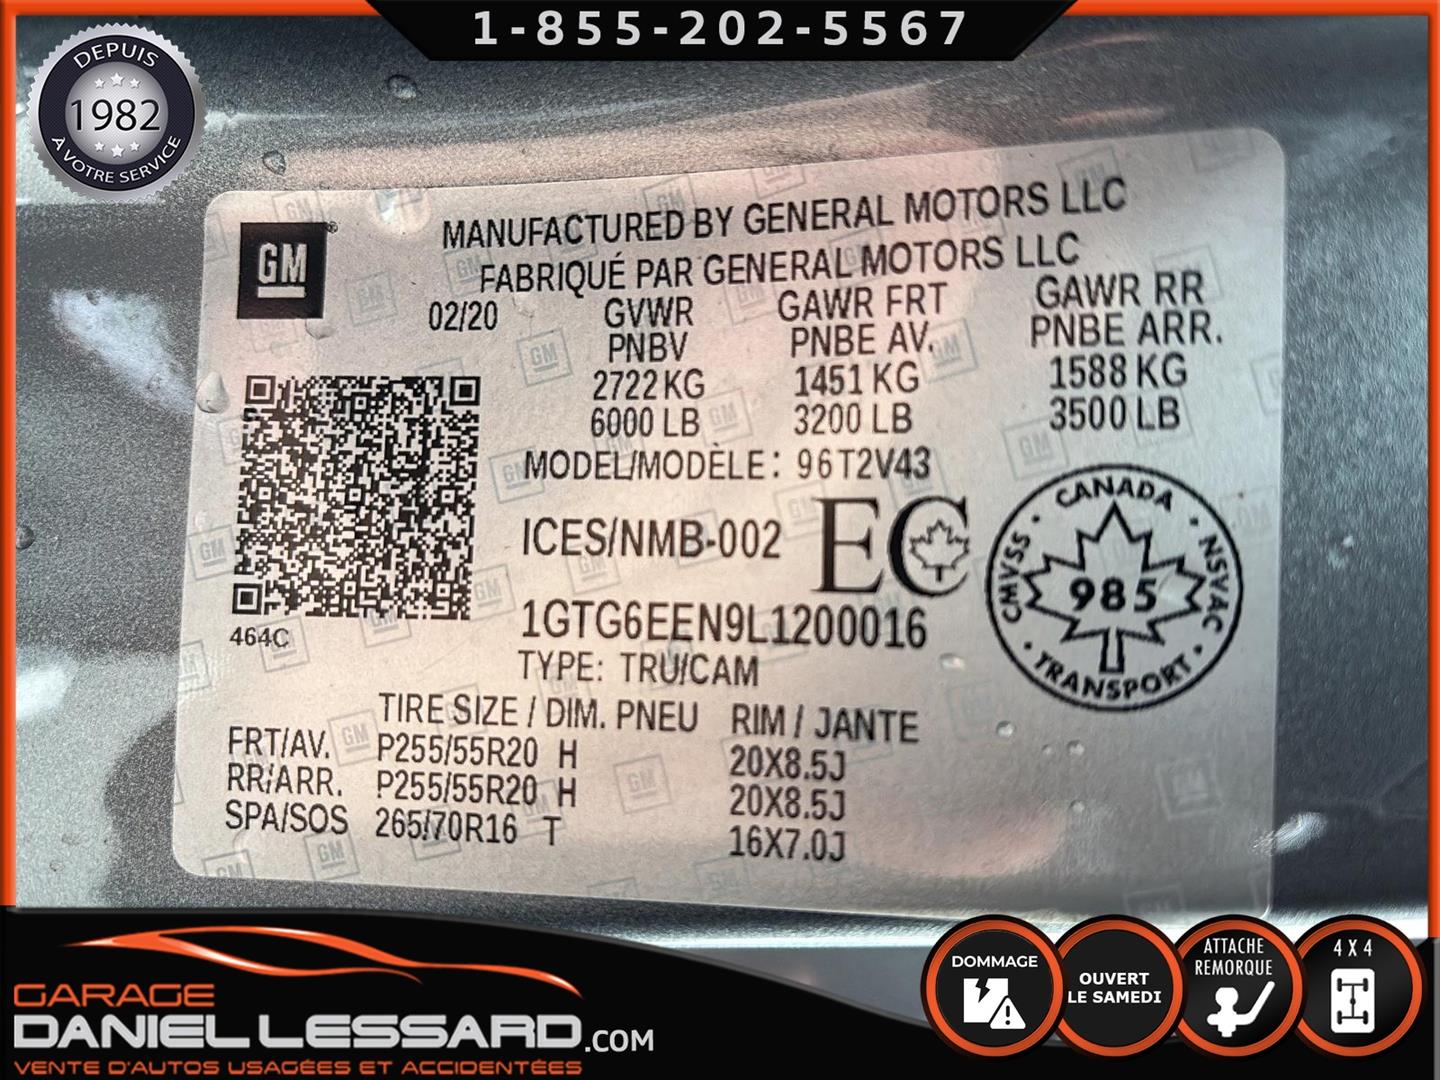 1-855-202-5567
DEPUIS
1982
À VOTRE SERVICE
GM
MANUFACTURED BY GENERAL MOTORS LLC
FABRIQUÉ PAR GENERAL MOTORS LLC
02/20 GVWR GAWR FRT GAWR RR
PNBV PNBE AV. PNBE ARR.
2722 KG 1451 KG 1588 KG
6000 LB 3200 LB 3500 LB
MODEL/MODÈLE: 96T2V43
ICES/NMB-002 EC
CANADA
CMVSS 985 NSVAC
TRANSPORT
464C
1GTG6EEN9L1200016
TYPE: TRU/CAM
TIRE SIZE / DIM. PNEU RIM / JANTE
FRT/AV. P255/55R20 H 20X8.5J
RR/ARR. P255/55R20 H 20X8.5J
SPA/SOS 265/70R16 T 16X7.0J
GARAGE
DANIEL LESSARD.COM
VENTE D'AUTOS USAGÉES ET ACCIDENTÉES
DOMMAGE
OUVERT
LE SAMEDI
ATTACHE
REMORQUE
4 X 4